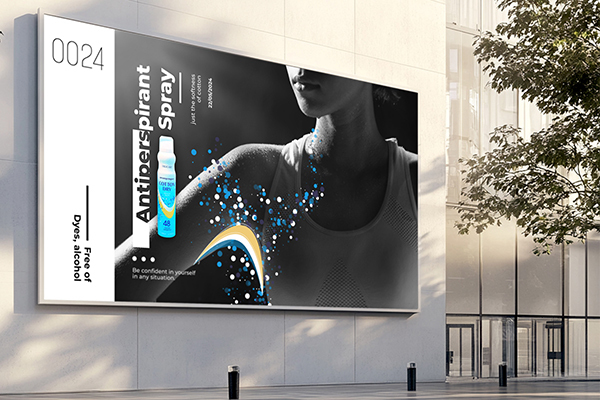 0024
Antiperspirant
Spray
just the softness
of cotton
22/05/2024
48
Free of
Dyes, alcohol
Be confident in yourself
in any situation.